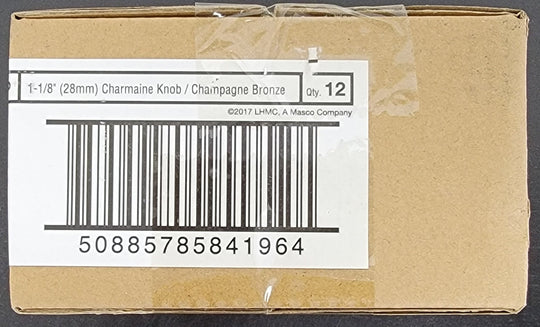 1-1/8" (28mm) Charmaine Knob / Champagne Bronze Qty. 12
©2017 LHMC, A Masco Company
50885785841964